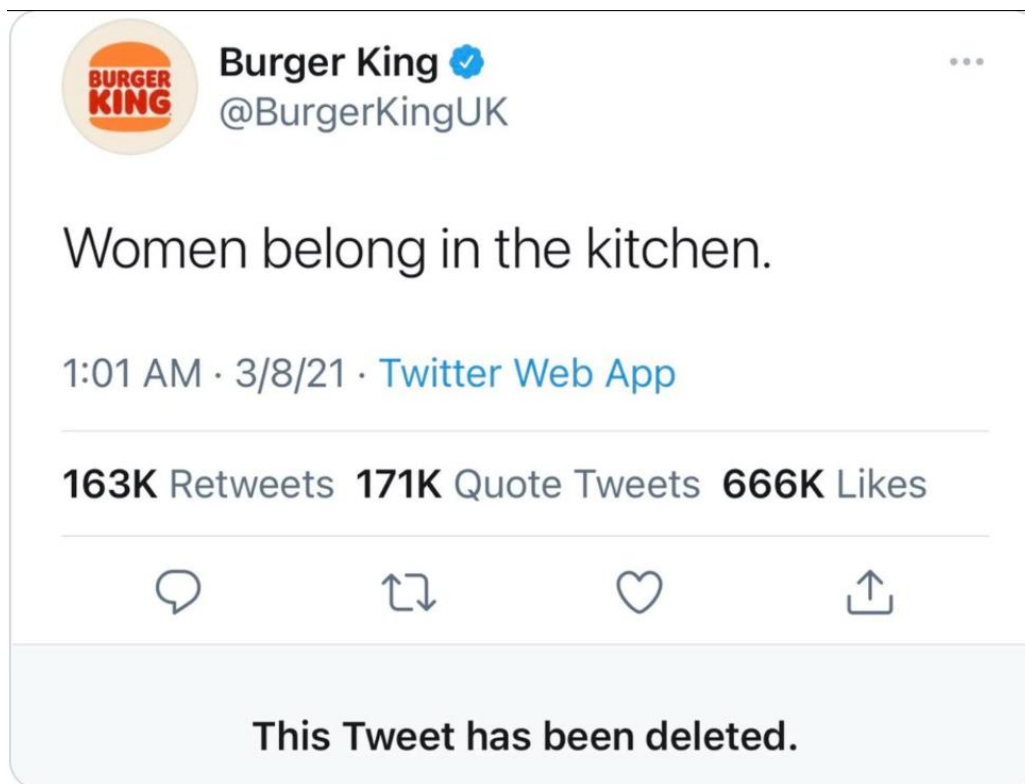 BURGER
KING
Burger King
@BurgerKingUK
Women belong in the kitchen.
1:01 AM · 3/8/21 · Twitter Web App
163K Retweets 171K Quote Tweets 666K Likes
This Tweet has been deleted.